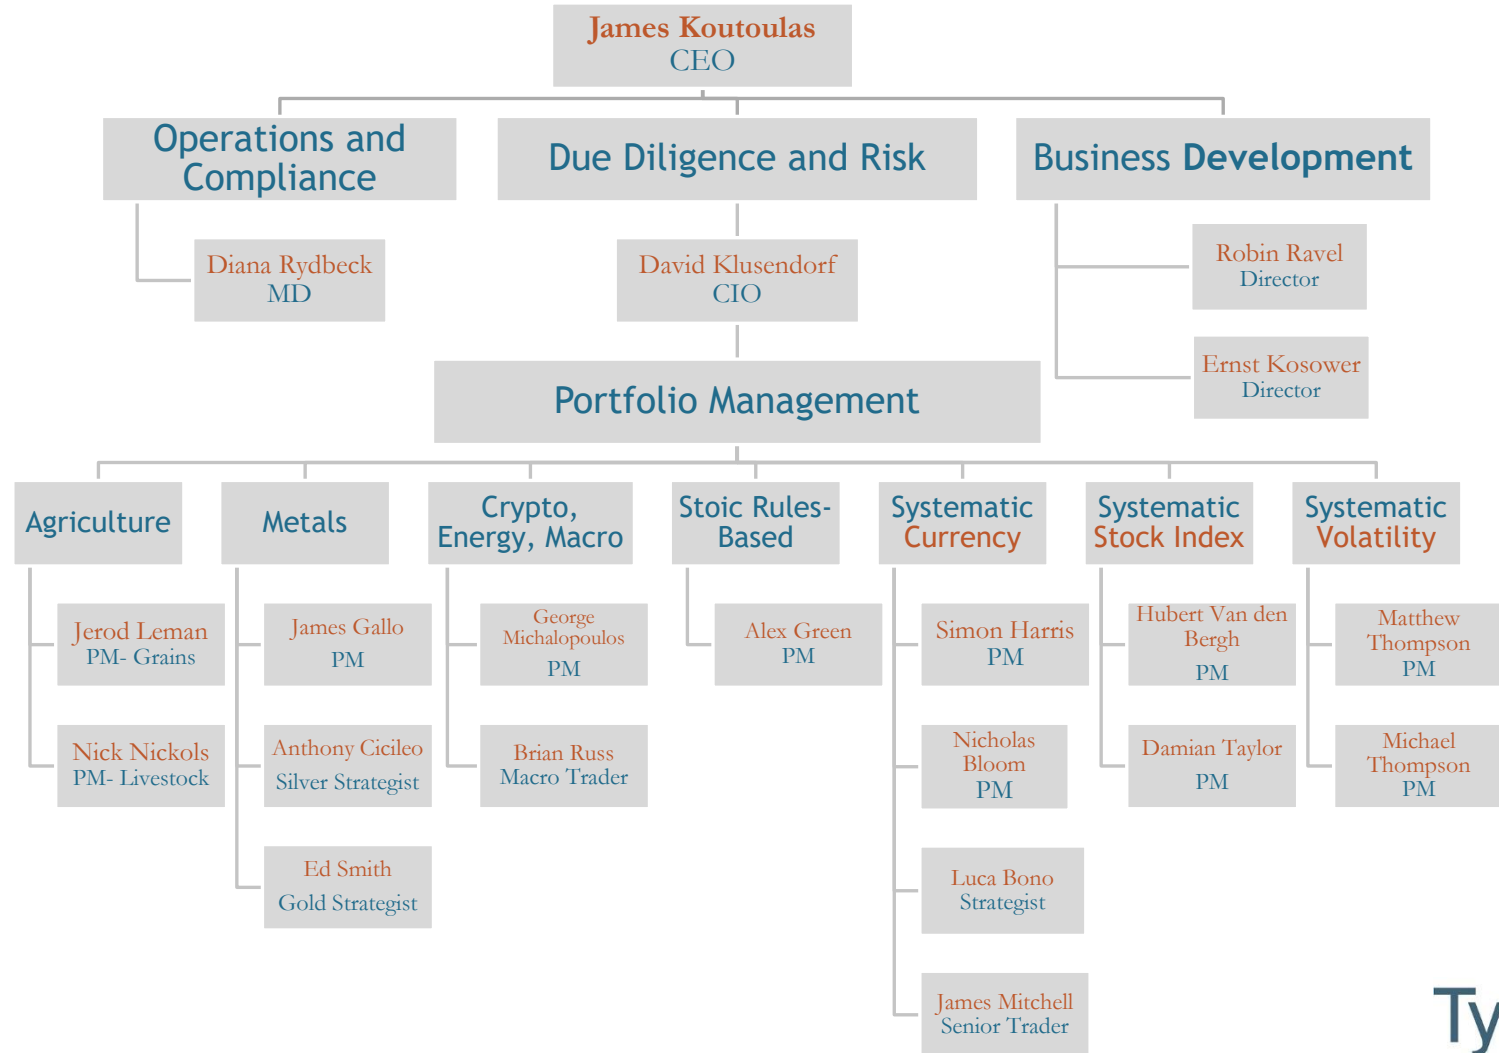 James Koutoulas
CEO
Operations and
Compliance
Due Diligence and Risk
Business Development
Diana Rydbeck
MD
David Klusendorf
CIO
Robin Ravel
Director
Ernst Kosower
Director
Portfolio Management
Agriculture
Metals
Crypto,
Energy, Macro
Stoic Rules-
Based
Systematic
Currency
Systematic
Stock Index
Systematic
Volatility
Jerod Leman
PM- Grains
James Gallo
PM
George
Michalopoulos
PM
Alex Green
PM
Simon Harris
PM
Hubert Van den
Bergh
PM
Matthew
Thompson
PM
Nick Nickols
PM- Livestock
Anthony Cicileo
Silver Strategist
Brian Russ
Macro Trader
Nicholas
Bloom
PM
Damian Taylor
PM
Michael
Thompson
PM
Ed Smith
Gold Strategist
Luca Bono
Strategist
James Mitchell
Senior Trader
Ty